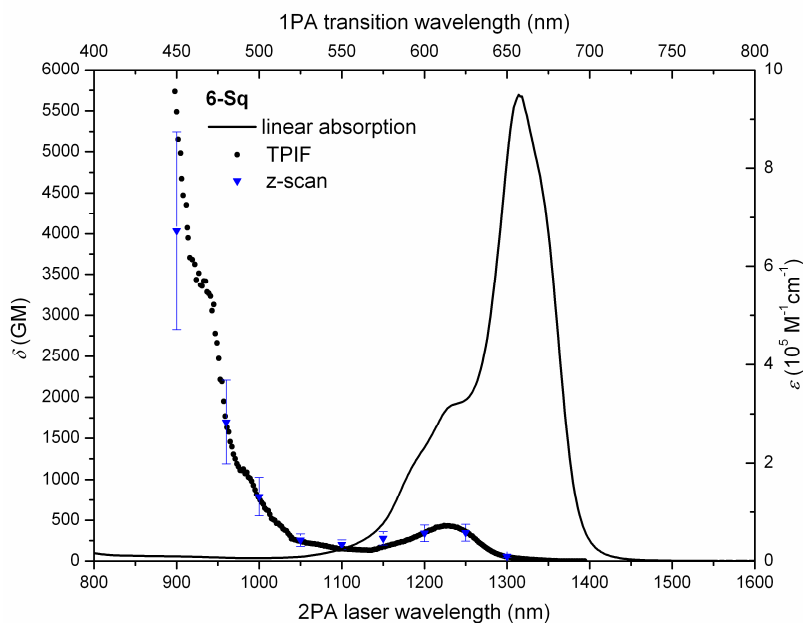 1PA transition wavelength (nm)
400 450 500 550 600 650 700 750 800
6000 10
5500
5000 8
4500
4000
3500 6
3000
2500 4
2000
1500
1000 2
500
0 0
6-Sq
linear absorption
TPIF
z-scan
δ (GM)
ε (10⁵ M⁻¹cm⁻¹)
800 900 1000 1100 1200 1300 1400 1500 1600
2PA laser wavelength (nm)